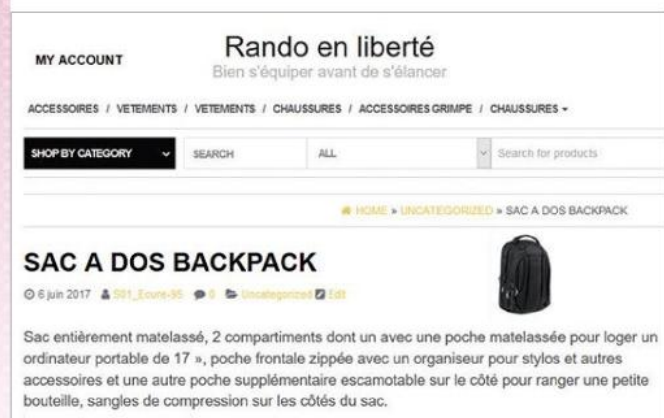 MY ACCOUNT
Rando en liberté
Bien s'équiper avant de s'élancer
ACCESSOIRES / VETEMENTS / VETEMENTS / CHAUSSURES / ACCESSOIRES GRIMPE / CHAUSSURES
SHOP BY CATEGORY SEARCH ALL Search for products
HOME » UNCATEGORIZED » SAC A DOS BACKPACK
SAC A DOS BACKPACK
6 juin 2017 S01_Ecure-95 0 Uncategorized Edit
Sac entièrement matelassé, 2 compartiments dont un avec une poche matelassée pour loger un
ordinateur portable de 17 », poche frontale zippée avec un organiseur pour stylos et autres
accessoires et une autre poche supplémentaire escamotable sur le côté pour ranger une petite
bouteille, sangles de compression sur les côtés du sac.